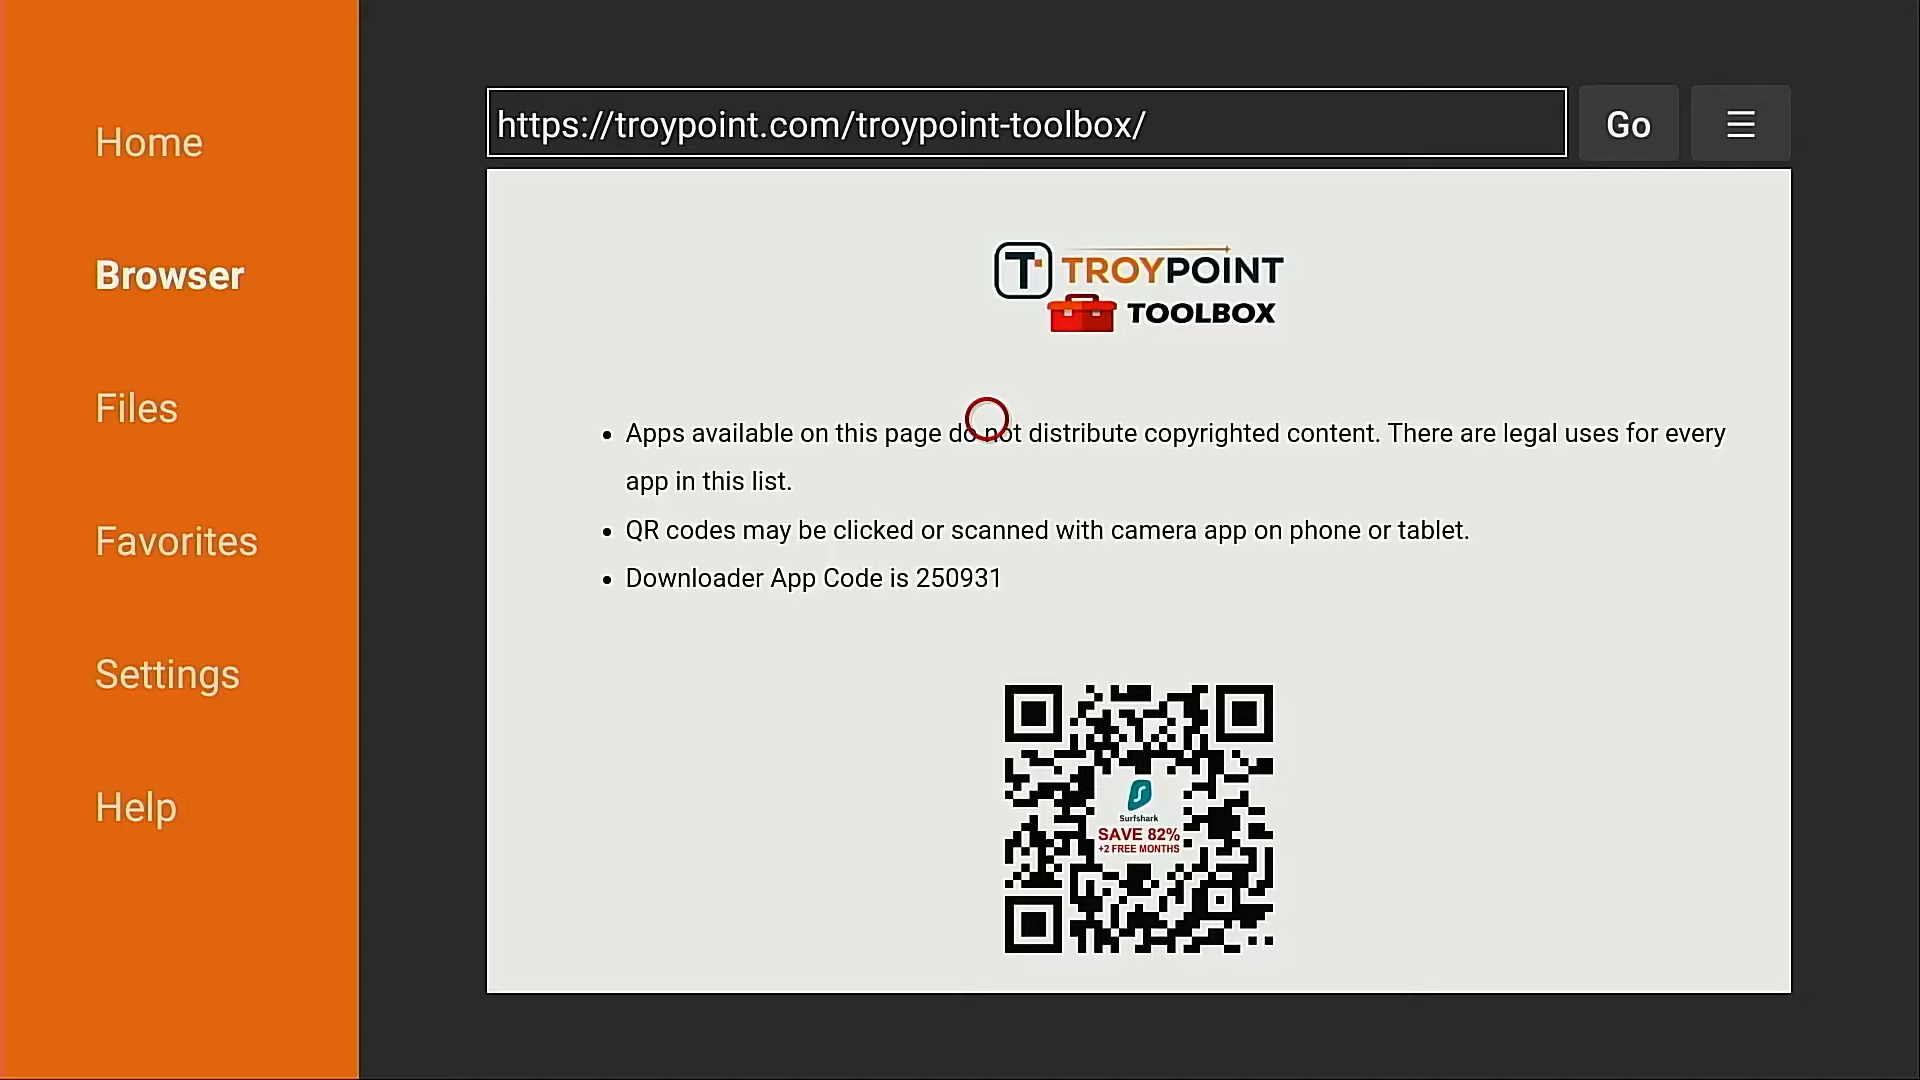 Home
Browser
Files
Favorites
Settings
Help
https://troypoint.com/troypoint-toolbox/
Go
☰
T TROYPOINT
TOOLBOX
• Apps available on this page do not distribute copyrighted content. There are legal uses for every
app in this list.
• QR codes may be clicked or scanned with camera app on phone or tablet.
• Downloader App Code is 250931
Surfshark
SAVE 82%
+2 FREE MONTHS